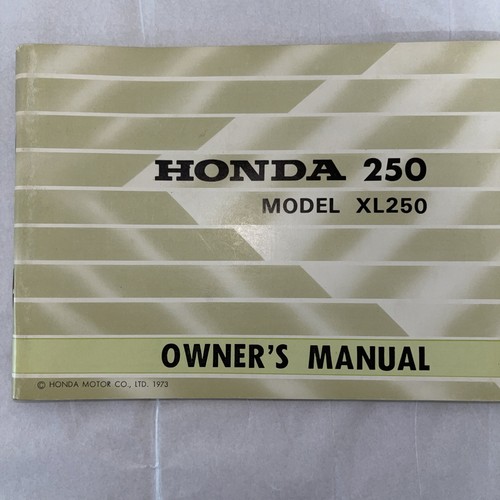 HONDA 250
MODEL XL250
OWNER'S MANUAL
© HONDA MOTOR CO., LTD. 1973